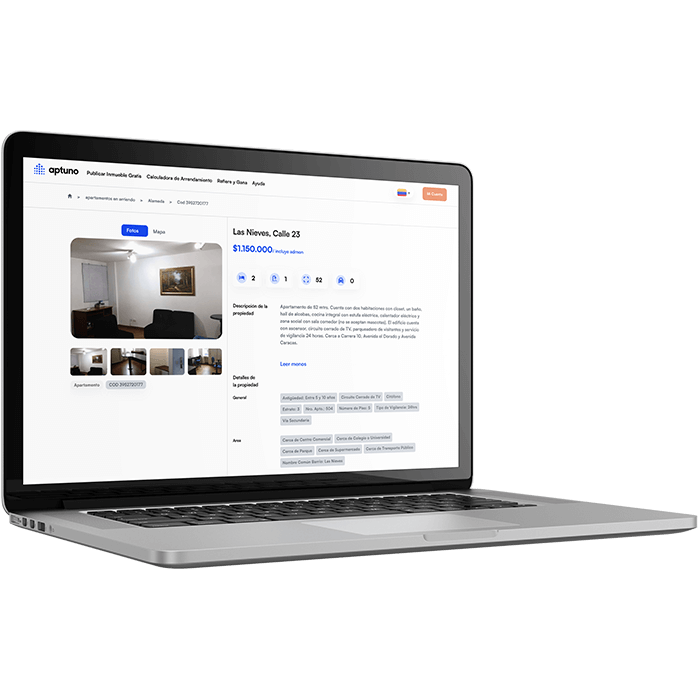 aptuno
Publicar Inmueble Gratis Calculadora de Arrendamiento Refiere y Gana Ayuda
Mi Cuenta
apartamentos en arriendo > Alameda > Cod 3902720177
Fotos Mapa
Las Nieves, Calle 23
$1.150.000 incluye admon
2 1 52 0
Descripción de la
propiedad
Apartamento de 52 mtrs. Cuenta con dos habitaciones con closet, un baño,
hall de alcobas, cocina integral con estufa eléctrica, calentador eléctrico y
zona social con sala comedor (no se aceptan mascotas). El edificio cuenta
con ascensor, circuito cerrado de TV, parqueadero de visitantes y servicio
de vigilancia 24 horas. Cerca a Carrera 10, Avenida el Dorado y Avenida
Caracas.
Leer menos
Apartamento COD 3902720177
Detalles de
la propiedad
General
Antigüedad: Entre 5 y 10 años Circuito Cerrado de TV Citófono
Estrato: 3 Nro. Apto.: 504 Número de Piso: 5 Tipo de Vigilancia: 24hrs
Vía Secundaria
Area
Cerca de Centro Comercial Cerca de Colegio o Universidad
Cerca de Parque Cerca de Supermercado Cerca de Transporte Público
Nombre Común Barrio: Las Nieves